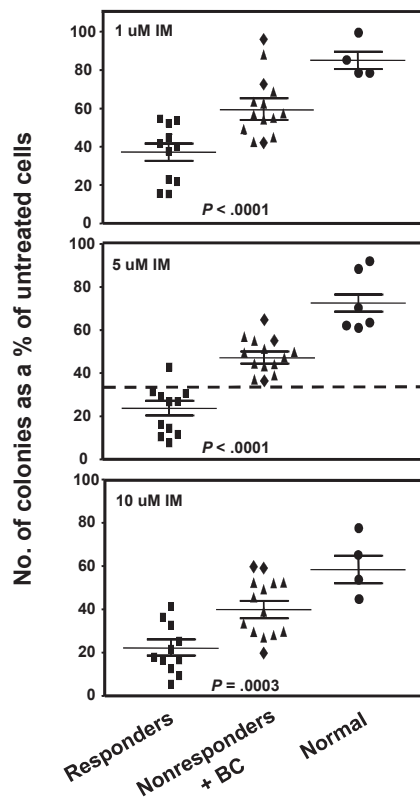 No. of colonies as a % of untreated cells
1 uM IM
100
80
60
40
20
0
P < .0001
5 uM IM
100
80
60
40
20
0
P < .0001
10 uM IM
100
80
60
40
20
0
P = .0003
Responders
Nonresponders
+ BC
Normal